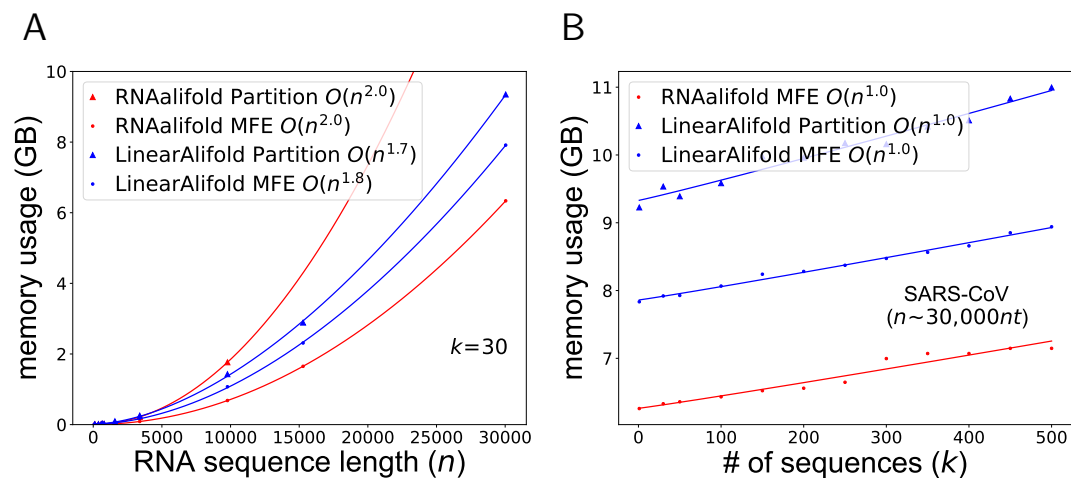 A
memory usage (GB)
10
8
6
4
2
0
RNAalifold Partition O(n^2.0)
RNAalifold MFE O(n^2.0)
LinearAlifold Partition O(n^1.7)
LinearAlifold MFE O(n^1.8)
k=30
0 5000 10000 15000 20000 25000 30000
RNA sequence length (n)
B
memory usage (GB)
11
10
9
8
7
RNAalifold MFE O(n^1.0)
LinearAlifold Partition O(n^1.0)
LinearAlifold MFE O(n^1.0)
SARS-CoV
(n~30,000nt)
0 100 200 300 400 500
# of sequences (k)